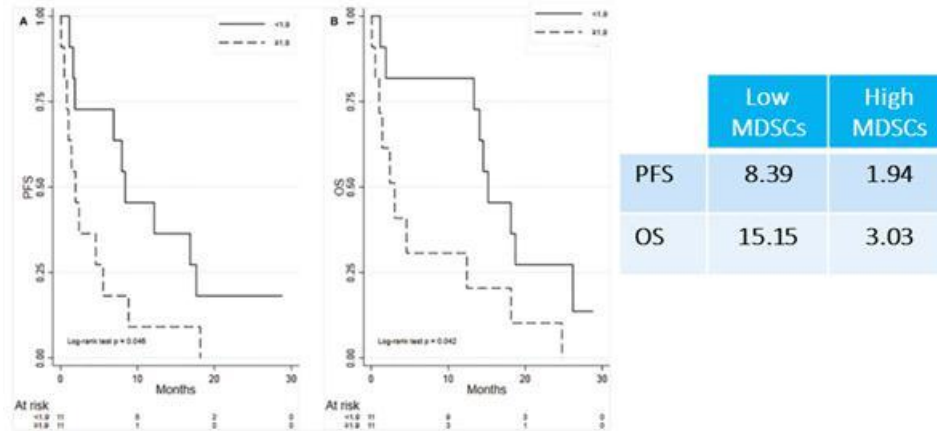 A
<1.9
≥1.9
PFS
1.00
0.75
0.50
0.25
0.00
Log-rank test p = 0.046
0
10
20
30
Months
At risk
<1.9 11 5 2 0
≥1.9 11 1 0 0
B
<1.9
≥1.9
OS
1.00
0.75
0.50
0.25
0.00
Log-rank test p = 0.042
0
10
20
30
Months
At risk
<1.9 11 9 3 0
≥1.9 11 3 1 0
Low MDSCs
High MDSCs
PFS 8.39 1.94
OS 15.15 3.03